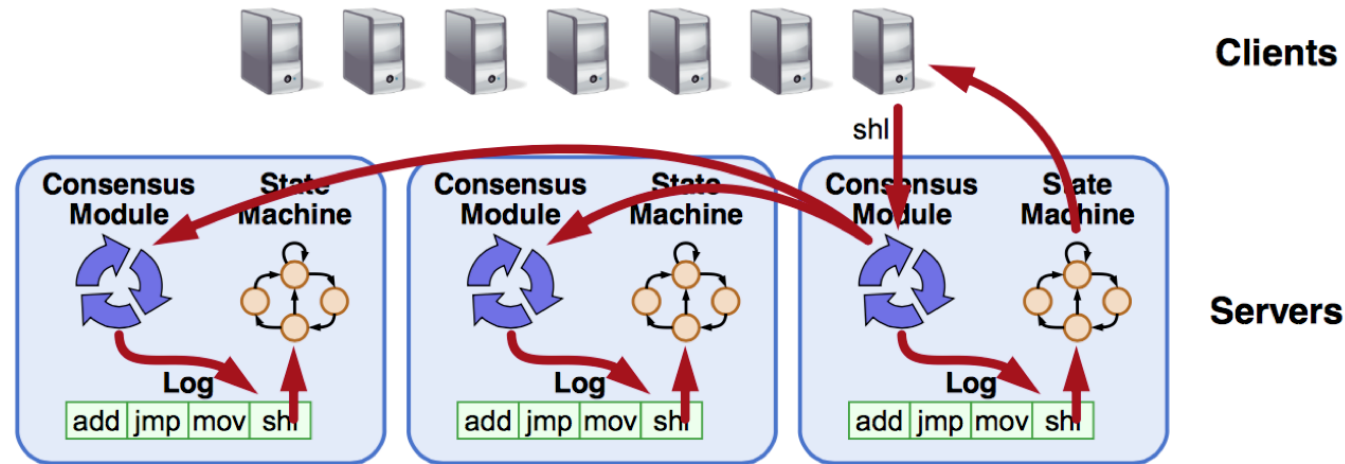 Clients
shl
Consensus Module
State Machine
Consensus Module
State Machine
Consensus Module
State Machine
Servers
Log
add jmp mov shl
Log
add jmp mov shl
Log
add jmp mov shl